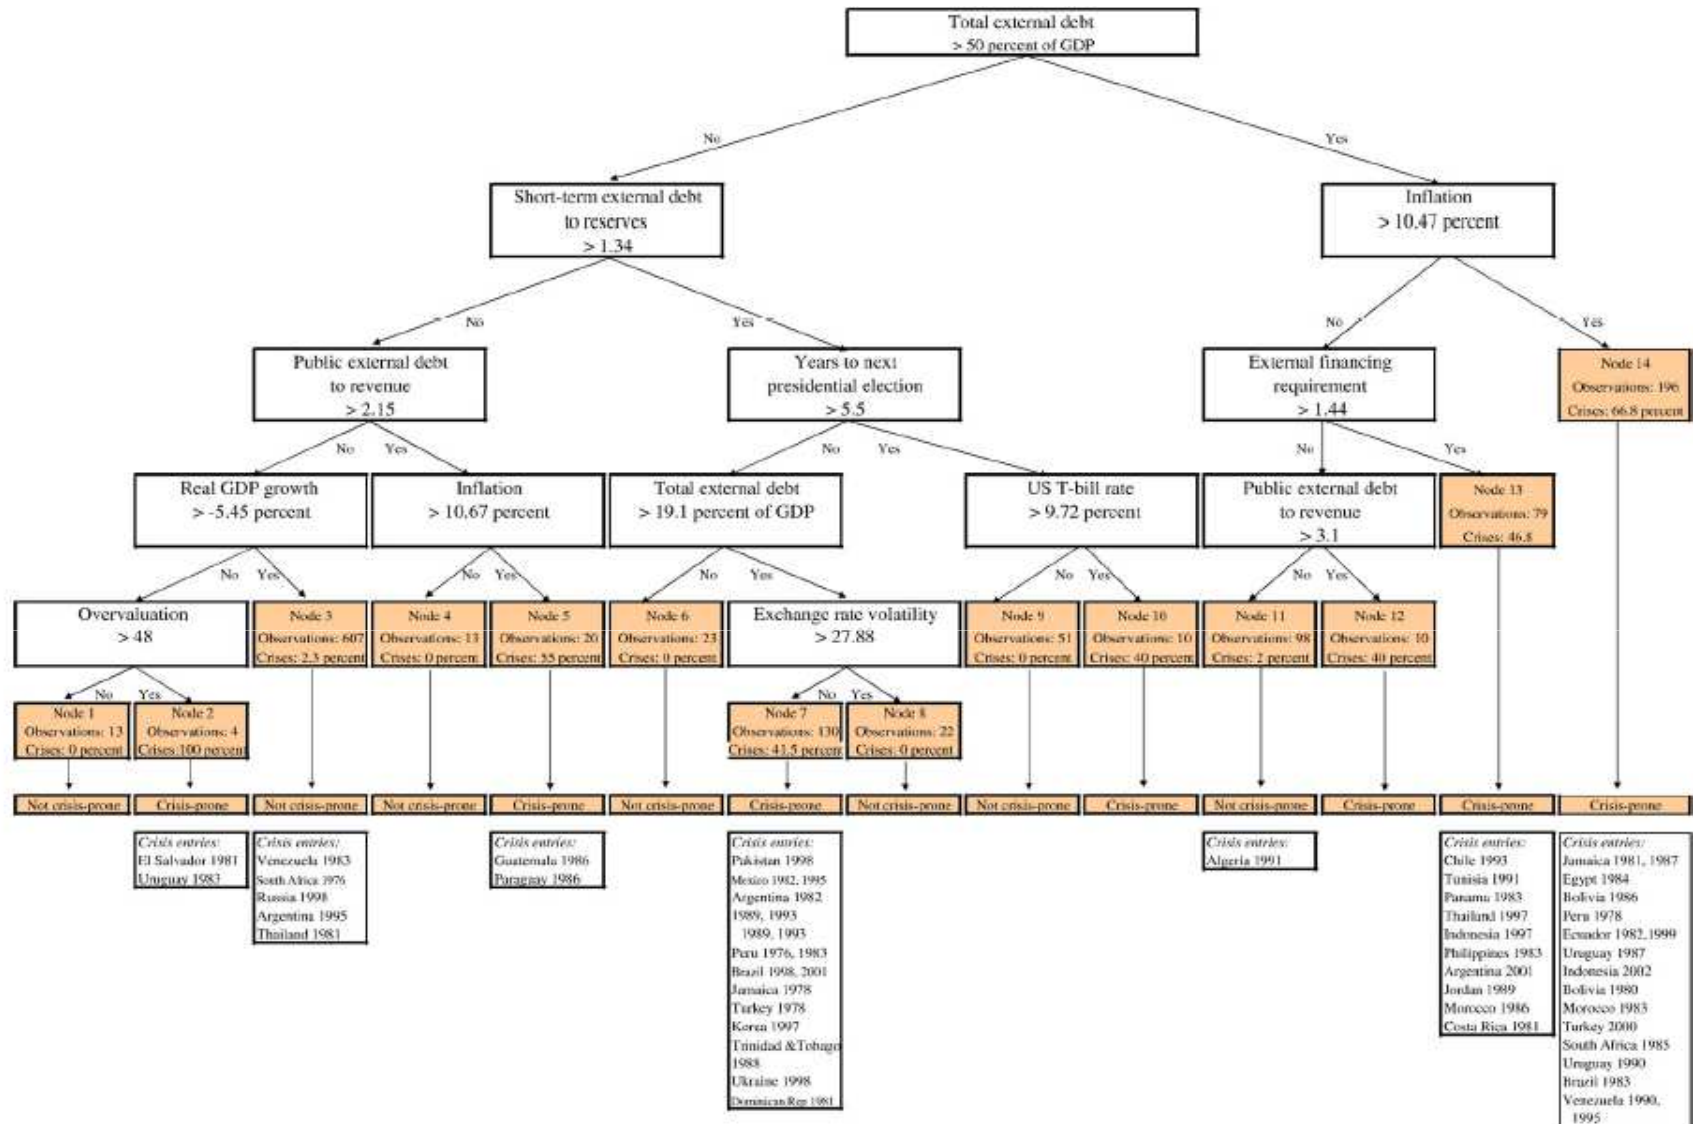 Total external debt
> 50 percent of GDP
No
Yes
Short-term external debt
to reserves
> 1.34
Inflation
> 10.47 percent
No
Yes
No
Yes
Public external debt
to revenue
> 2.15
Years to next
presidential election
> 5.5
External financing
requirement
> 1.44
Node 14
Observations: 196
Crises: 66.8 percent
No
Yes
No
Yes
No
Yes
Real GDP growth
> -5.45 percent
Inflation
> 10.67 percent
Total external debt
> 19.1 percent of GDP
US T-bill rate
> 9.72 percent
Public external debt
to revenue
> 3.1
Node 13
Observations: 79
Crises: 46.8
No
Yes
No
Yes
No
Yes
No
Yes
No
Yes
Overvaluation
> 48
Node 3
Observations: 607
Crises: 2.3 percent
Node 4
Observations: 13
Crises: 0 percent
Node 5
Observations: 20
Crises: 55 percent
Node 6
Observations: 23
Crises: 0 percent
Exchange rate volatility
> 27.88
Node 9
Observations: 51
Crises: 0 percent
Node 10
Observations: 10
Crises: 40 percent
Node 11
Observations: 98
Crises: 2 percent
Node 12
Observations: 10
Crises: 40 percent
No
Yes
No
Yes
Node 1
Observations: 13
Crises: 0 percent
Node 2
Observations: 4
Crises:100 percent
Node 7
Observations: 130
Crises: 41.5 percent
Node 8
Observations: 22
Crises: 0 percent
Not crisis-prone
Crisis-prone
Not crisis-prone
Not crisis-prone
Crisis-prone
Not crisis-prone
Crisis-prone
Not crisis-prone
Not crisis-prone
Crisis-prone
Not crisis-prone
Crisis-prone
Crisis-prone
Crisis-prone
Crisis entries:
El Salvador 1981
Uruguay 1983
Crisis entries:
Venezuela 1983
South Africa 1976
Russia 1998
Argentina 1995
Thailand 1981
Crisis entries:
Guatemala 1986
Paraguay 1986
Crisis entries:
Pakistan 1998
Mexico 1982, 1995
Argentina 1982
1989, 1993
1989, 1993
Peru 1976, 1983
Brazil 1998, 2001
Jamaica 1978
Turkey 1978
Korea 1997
Trinidad &Tobago
1988
Ukraine 1998
Dominican Rep 1981
Crisis entries:
Algeria 1991
Crisis entries:
Chile 1993
Tunisia 1991
Panama 1983
Thailand 1997
Indonesia 1997
Philippines 1983
Argentina 2001
Jordan 1989
Morocco 1986
Costa Rica 1981
Crisis entries:
Jamaica 1981, 1987
Egypt 1984
Bolivia 1986
Peru 1978
Ecuador 1982,1999
Uruguay 1987
Indonesia 2002
Bolivia 1980
Morocco 1983
Turkey 2000
South Africa 1985
Uruguay 1990
Brazil 1983
Venezuela 1990,
1995